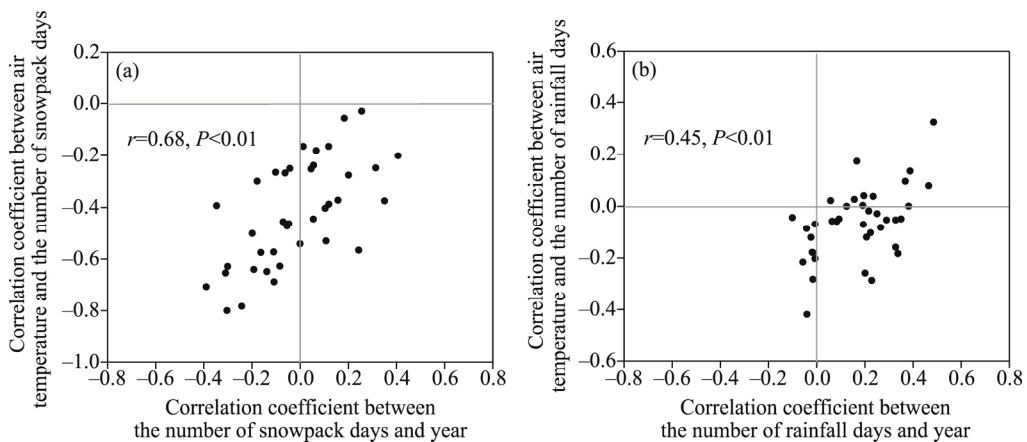 Correlation coefficient between air
temperature and the number of snowpack days
0.2
0.0
–0.2
–0.4
–0.6
–0.8
–1.0
(a)
r=0.68, P<0.01
–0.8 –0.6 –0.4 –0.2 0.0 0.2 0.4 0.6 0.8
Correlation coefficient between
the number of snowpack days and year
Correlation coefficient between air
temperature and the number of rainfall days
0.6
0.4
0.2
0.0
–0.2
–0.4
–0.6
(b)
r=0.45, P<0.01
–0.8 –0.6 –0.4 –0.2 0.0 0.2 0.4 0.6 0.8
Correlation coefficient between
the number of rainfall days and year